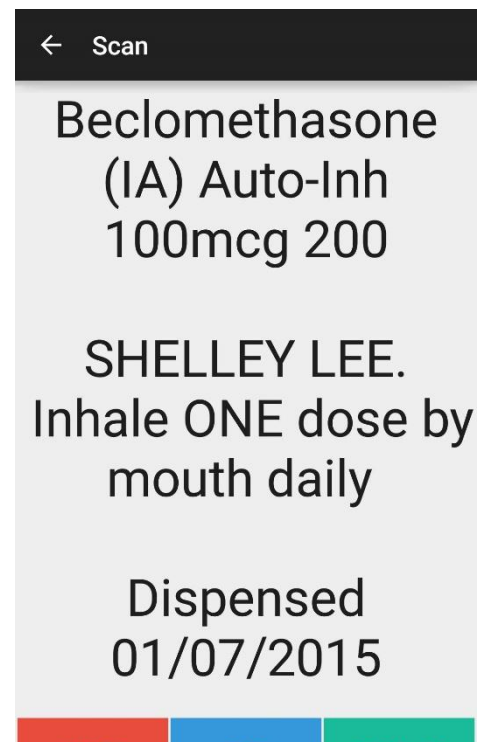 Scan
Beclomethasone
(IA) Auto-Inh
100mcg 200
SHELLEY LEE.
Inhale ONE dose by
mouth daily
Dispensed
01/07/2015